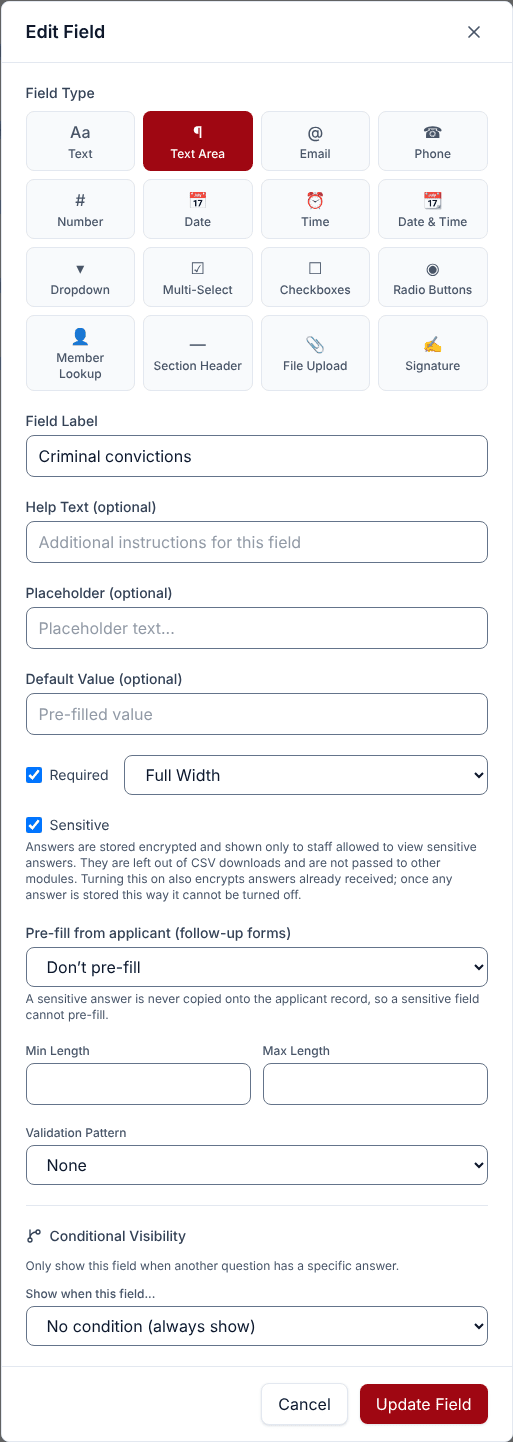 Edit Field
Field Type
Aa
Text
¶
Text Area
@
Email
☎
Phone
#
Number
Date
Time
Date & Time
Dropdown
Multi-Select
Checkboxes
Radio Buttons
Member
Lookup
—
Section Header
File Upload
Signature
Field Label
Criminal convictions
Help Text (optional)
Additional instructions for this field
Placeholder (optional)
Placeholder text...
Default Value (optional)
Pre-filled value
Required
Full Width
Sensitive
Answers are stored encrypted and shown only to staff allowed to view sensitive
answers. They are left out of CSV downloads and are not passed to other
modules. Turning this on also encrypts answers already received; once any
answer is stored this way it cannot be turned off.
Pre-fill from applicant (follow-up forms)
Don’t pre-fill
A sensitive answer is never copied onto the applicant record, so a sensitive field
cannot pre-fill.
Min Length
Max Length
Validation Pattern
None
Conditional Visibility
Only show this field when another question has a specific answer.
Show when this field...
No condition (always show)
Cancel
Update Field